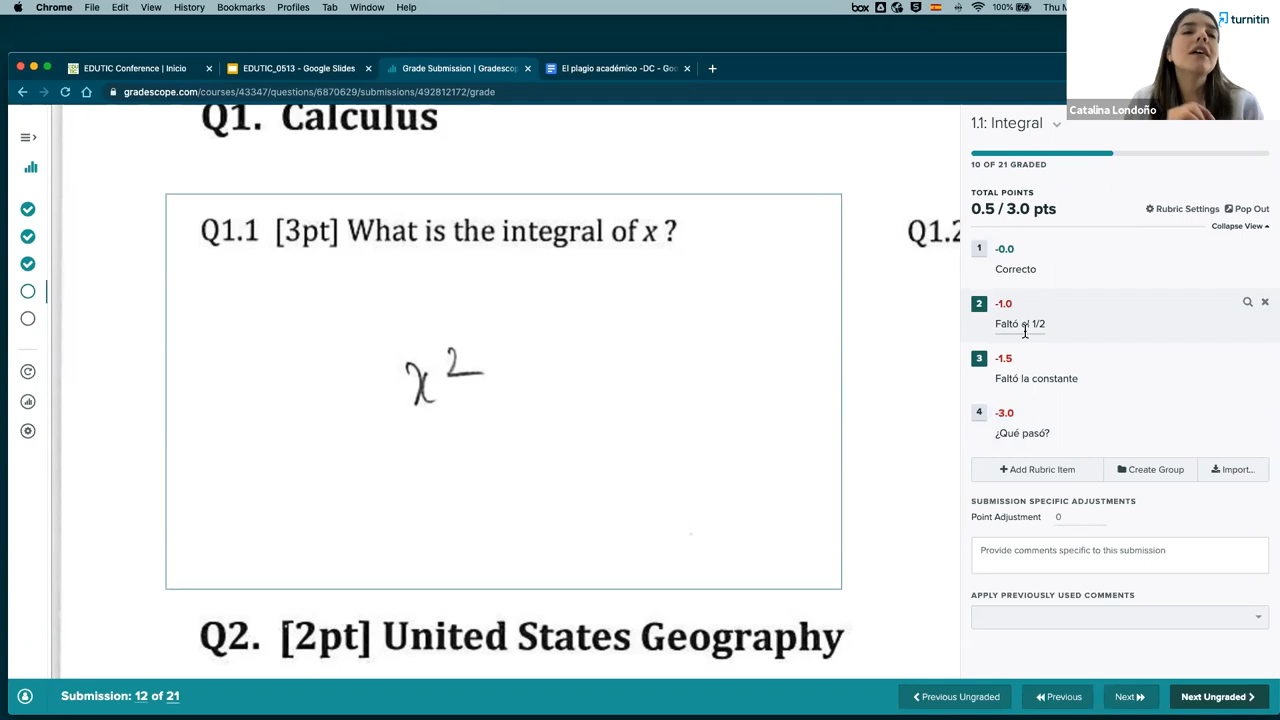 Chrome File Edit View History Bookmarks Profiles Tab Window Help
box 100% Thu M
turnitin
Catalina Londoño
EDUTIC Conference | Inicio
EDUTIC_0513 - Google Slides
Grade Submission | Gradescop
El plagio académico -DC - Goo
gradescope.com/courses/43347/questions/6870629/submissions/492812172/grade
Q1. Calculus
Q1.1 [3pt] What is the integral of x ?
Q1.2
x²
Q2. [2pt] United States Geography
1.1: Integral
10 OF 21 GRADED
TOTAL POINTS
0.5 / 3.0 pts
Rubric Settings Pop Out
Collapse View
1 -0.0
Correcto
2 -1.0
Faltó el 1/2
3 -1.5
Faltó la constante
4 -3.0
¿Qué pasó?
+ Add Rubric Item Create Group Import...
SUBMISSION SPECIFIC ADJUSTMENTS
Point Adjustment 0
Provide comments specific to this submission
APPLY PREVIOUSLY USED COMMENTS
Submission: 12 of 21
Previous Ungraded Previous Next Next Ungraded